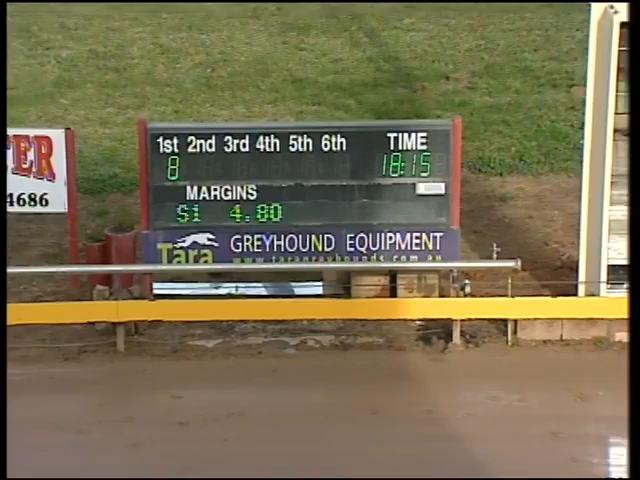 1st 2nd 3rd 4th 5th 6th TIME
8 18:15
MARGINS
S1 4.80
TER
4686
Tara GREYHOUND EQUIPMENT
www.taragreyhounds.com.au